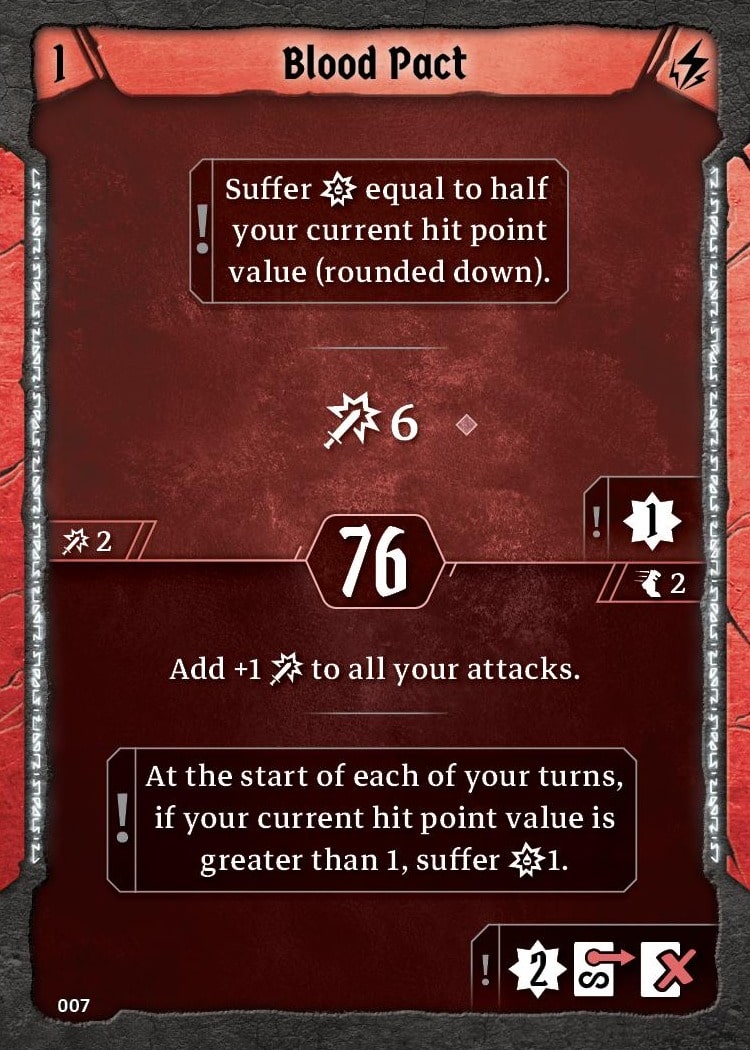 1 Blood Pact
Suffer equal to half
your current hit point
value (rounded down).
6
1
2
76
2
Add +1 to all your attacks.
At the start of each of your turns,
if your current hit point value is
greater than 1, suffer 1.
2
007